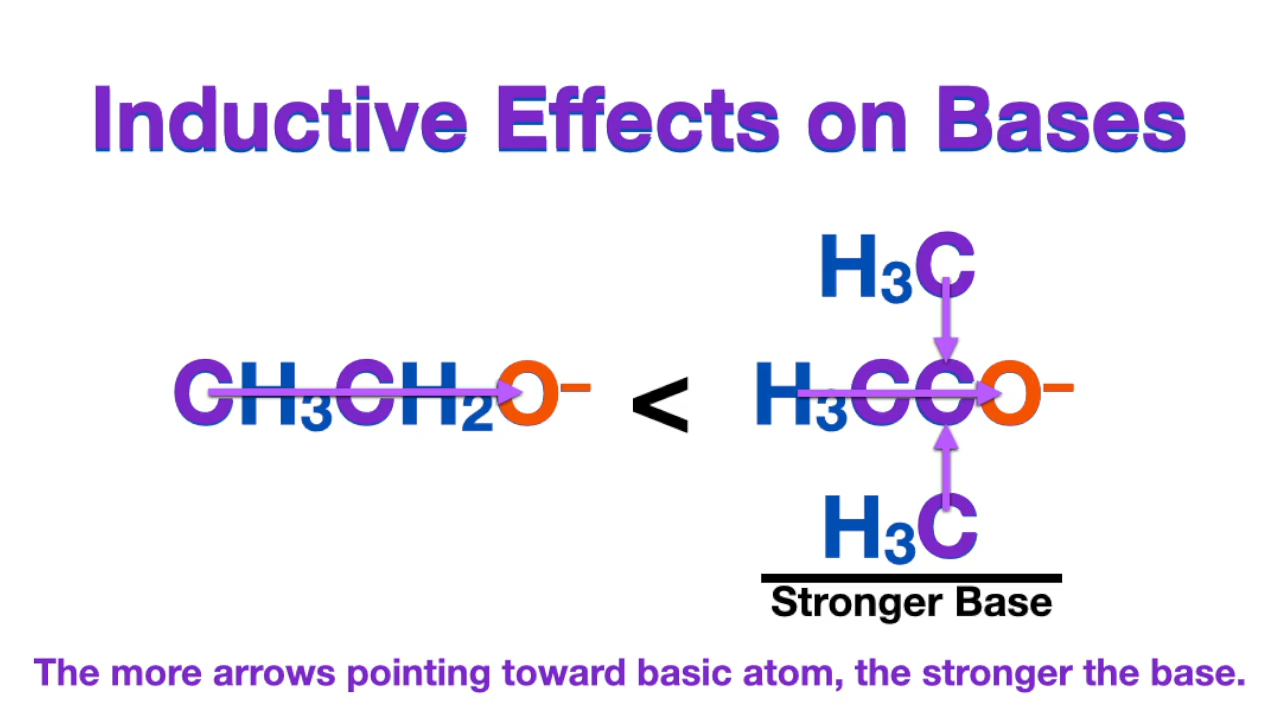 Inductive Effects on Bases
H₃C
CH₃CH₂O⁻ < H₃CCO⁻
H₃C
Stronger Base
The more arrows pointing toward basic atom, the stronger the base.